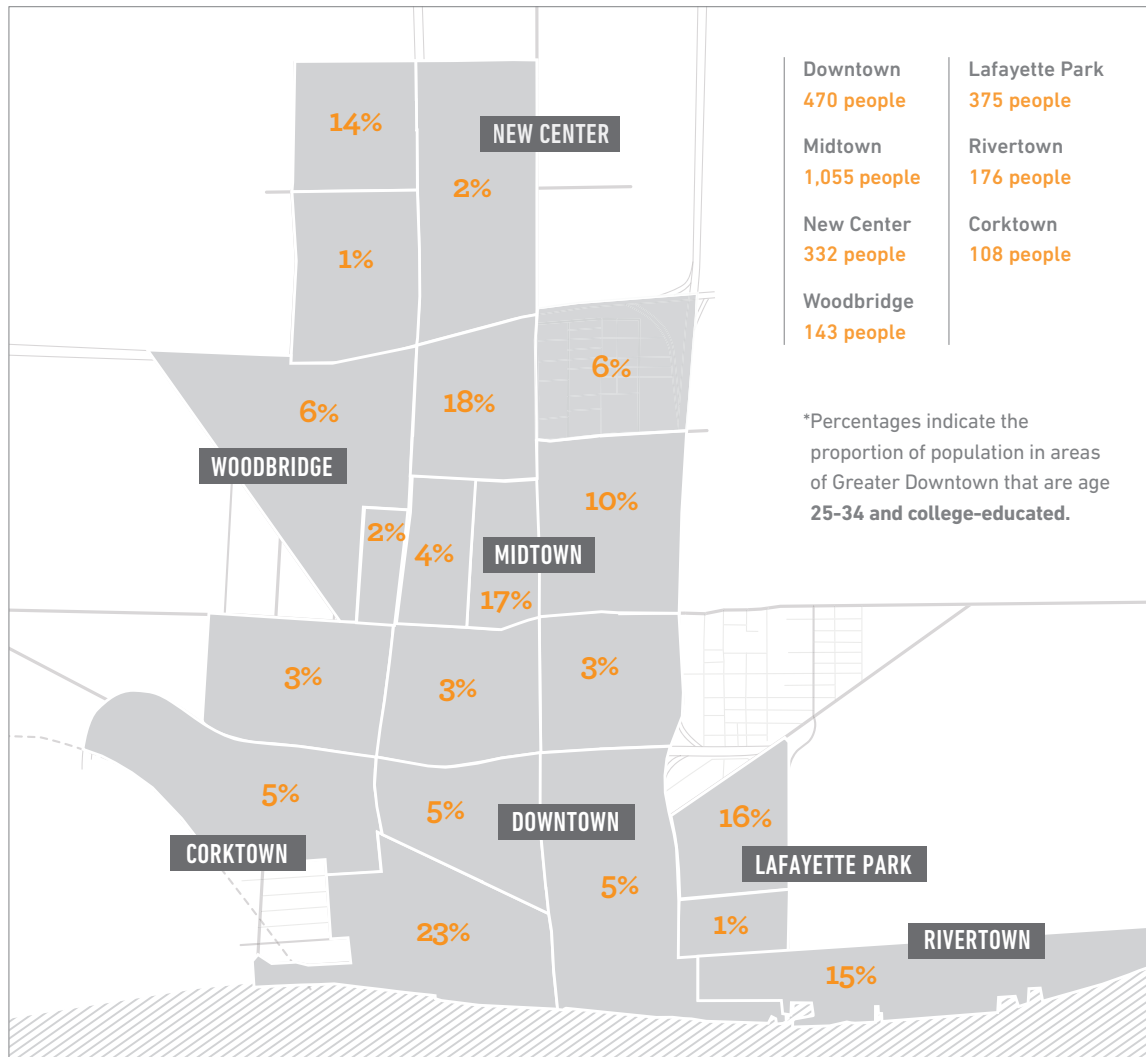 Downtown
470 people
Midtown
1,055 people
New Center
332 people
Woodbridge
143 people
Lafayette Park
375 people
Rivertown
176 people
Corktown
108 people
*Percentages indicate the
proportion of population in areas
of Greater Downtown that are age
25-34 and college-educated.
14%
NEW CENTER
2%
1%
6%
18%
6%
WOODBRIDGE
10%
2%
4%
MIDTOWN
17%
3%
3%
3%
5%
5%
DOWNTOWN
16%
CORKTOWN
LAFAYETTE PARK
5%
23%
1%
RIVERTOWN
15%